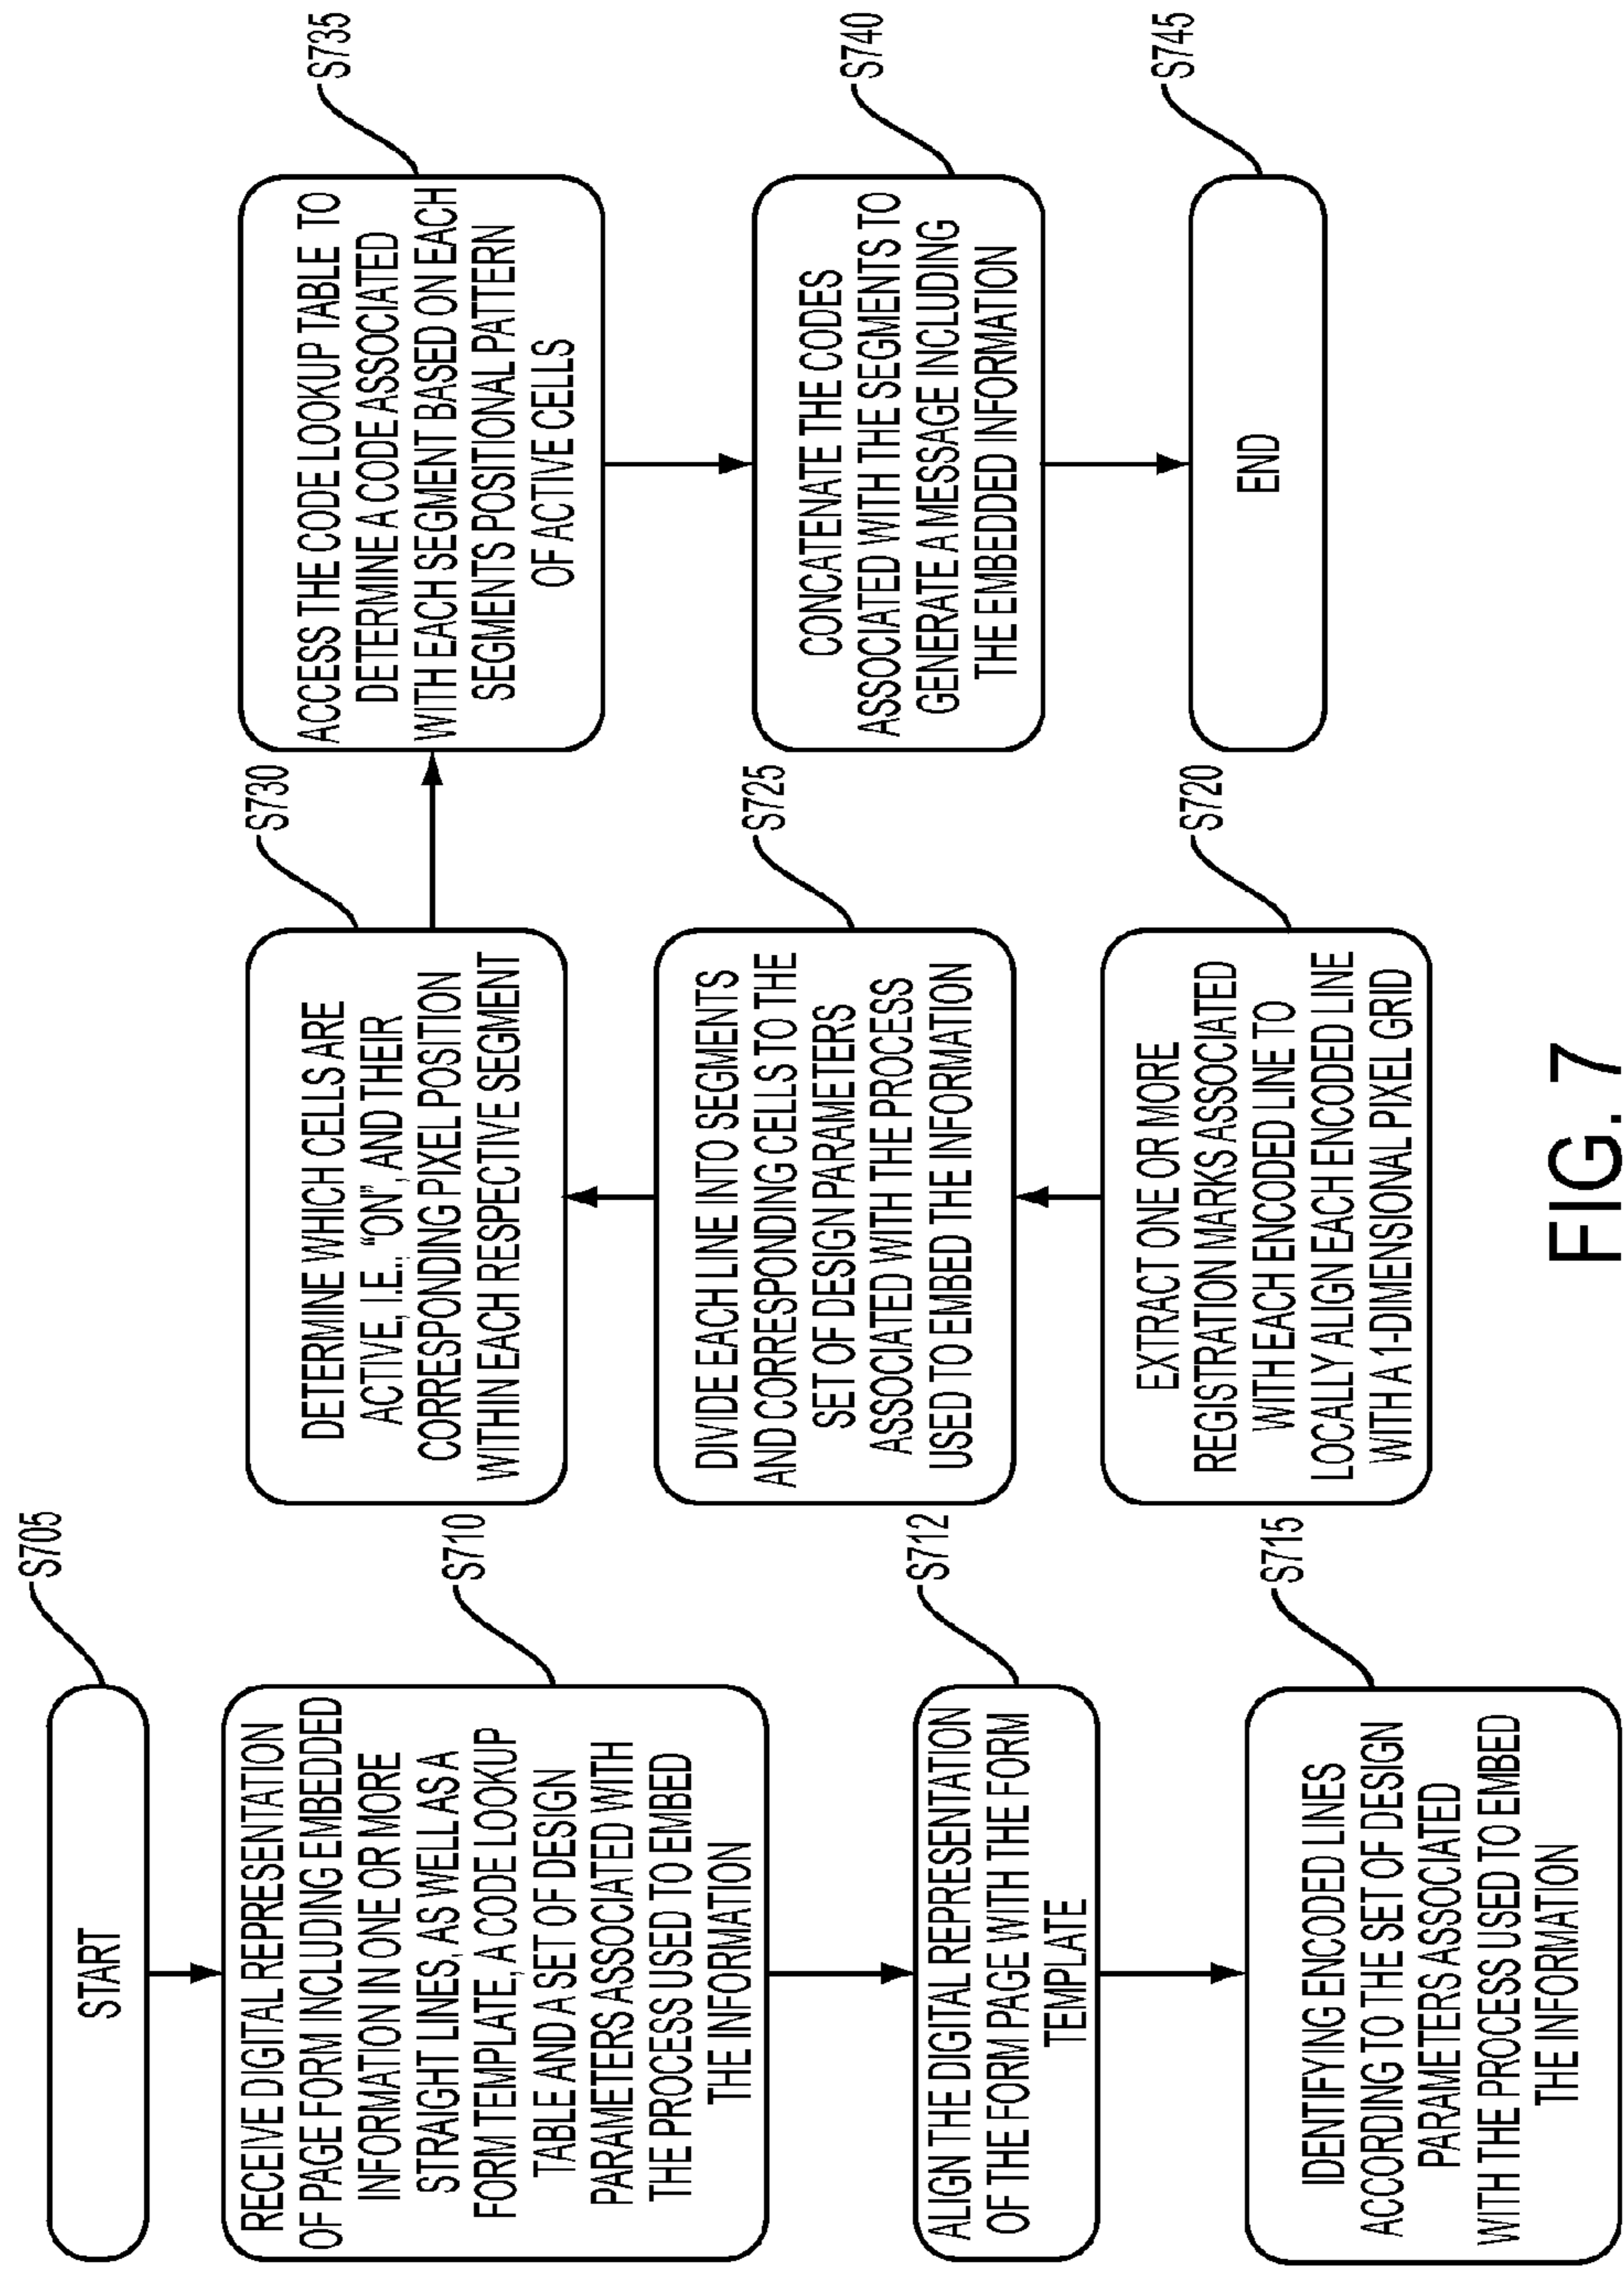 START
S705
RECEIVE DIGITAL REPRESENTATION
OF PAGE FORM INCLUDING EMBEDDED
INFORMATION IN ONE OR MORE
STRAIGHT LINES, AS WELL AS A
FORM TEMPLATE, A CODE LOOKUP
TABLE AND A SET OF DESIGN
PARAMETERS ASSOCIATED WITH
THE PROCESS USED TO EMBED
THE INFORMATION
S710
ALIGN THE DIGITAL REPRESENTATION
OF THE FORM PAGE WITH THE FORM
TEMPLATE
S712
IDENTIFYING ENCODED LINES
ACCORDING TO THE SET OF DESIGN
PARAMETERS ASSOCIATED
WITH THE PROCESS USED TO EMBED
THE INFORMATION
S715
EXTRACT ONE OR MORE
REGISTRATION MARKS ASSOCIATED
WITH EACH ENCODED LINE TO
LOCALLY ALIGN EACH ENCODED LINE
WITH A 1-DIMENSIONAL PIXEL GRID
S720
DIVIDE EACH LINE INTO SEGMENTS
AND CORRESPONDING CELLS TO THE
SET OF DESIGN PARAMETERS
ASSOCIATED WITH THE PROCESS
USED TO EMBED THE INFORMATION
S725
DETERMINE WHICH CELLS ARE
ACTIVE, I.E.. "ON", AND THEIR
CORRESPONDING PIXEL POSITION
WITHIN EACH RESPECTIVE SEGMENT
S730
ACCESS THE CODE LOOKUP TABLE TO
DETERMINE A CODE ASSOCIATED
WITH EACH SEGMENT BASED ON EACH
SEGMENTS POSITIONAL PATTERN
OF ACTIVE CELLS
S735
CONCATENATE THE CODES
ASSOCIATED WITH THE SEGMENTS TO
GENERATE A MESSAGE INCLUDING
THE EMBEDDED INFORMATION
S740
END
S745
FIG. 7